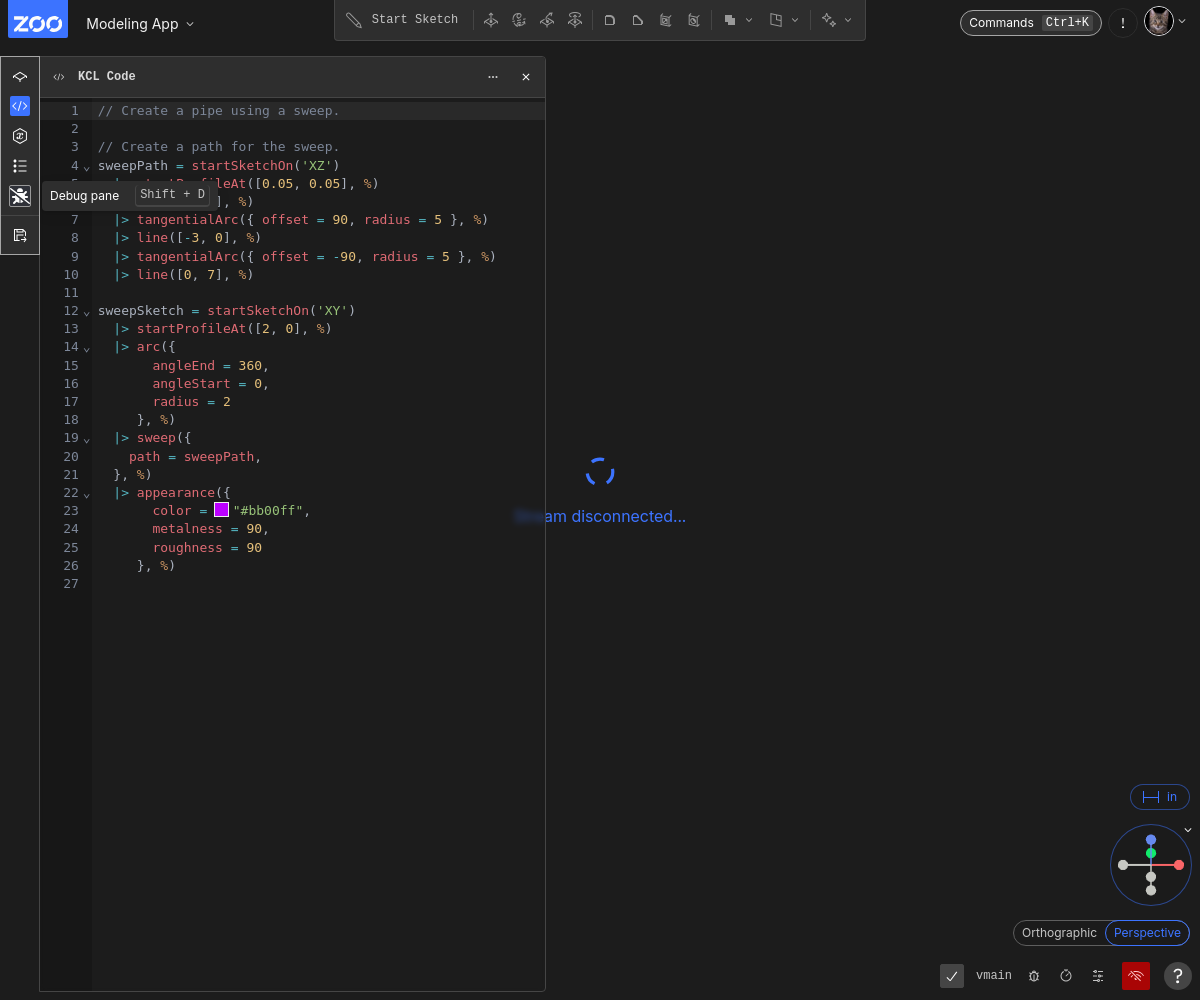 ZOO
Modeling App
Start Sketch
Commands Ctrl+K
!
KCL Code
1 // Create a pipe using a sweep.
2
3 // Create a path for the sweep.
4 sweepPath = startSketchOn('XZ')
At([0.05, 0.05], %)
Debug pane Shift + D
], %)
7 |> tangentialArc({ offset = 90, radius = 5 }, %)
8 |> line([-3, 0], %)
9 |> tangentialArc({ offset = -90, radius = 5 }, %)
10 |> line([0, 7], %)
11
12 sweepSketch = startSketchOn('XY')
13 |> startProfileAt([2, 0], %)
14 |> arc({
15 angleEnd = 360,
16 angleStart = 0,
17 radius = 2
18 }, %)
19 |> sweep({
20 path = sweepPath,
21 }, %)
22 |> appearance({
23 color = "#bb00ff",
24 metalness = 90,
25 roughness = 90
26 }, %)
27
Stream disconnected...
in
Orthographic Perspective
vmain
?